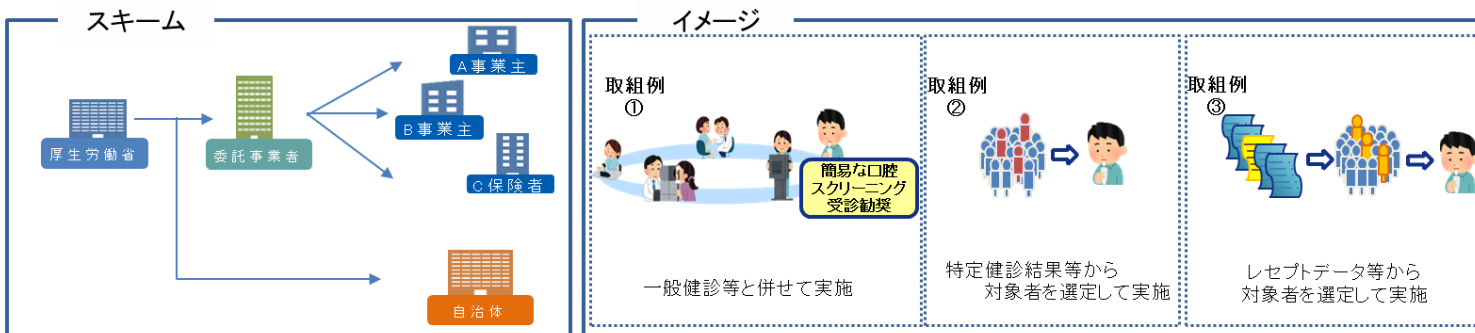 スキーム
厚生労働省
委託事業者
A事業主
B事業主
C保険者
自治体
イメージ
取組例
①
簡易な口腔
スクリーニング
受診勧奨
一般健診等と併せて実施
取組例
②
特定健診結果等から
対象者を選定して実施
取組例
③
レセプトデータ等から
対象者を選定して実施